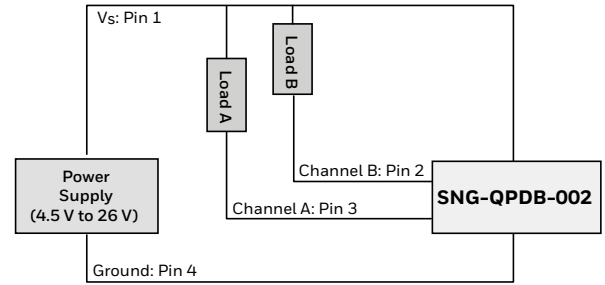 Vs: Pin 1
Load A
Load B
Power
Supply
(4.5 V to 26 V)
Channel B: Pin 2
Channel A: Pin 3
SNG-QPDB-002
Ground: Pin 4